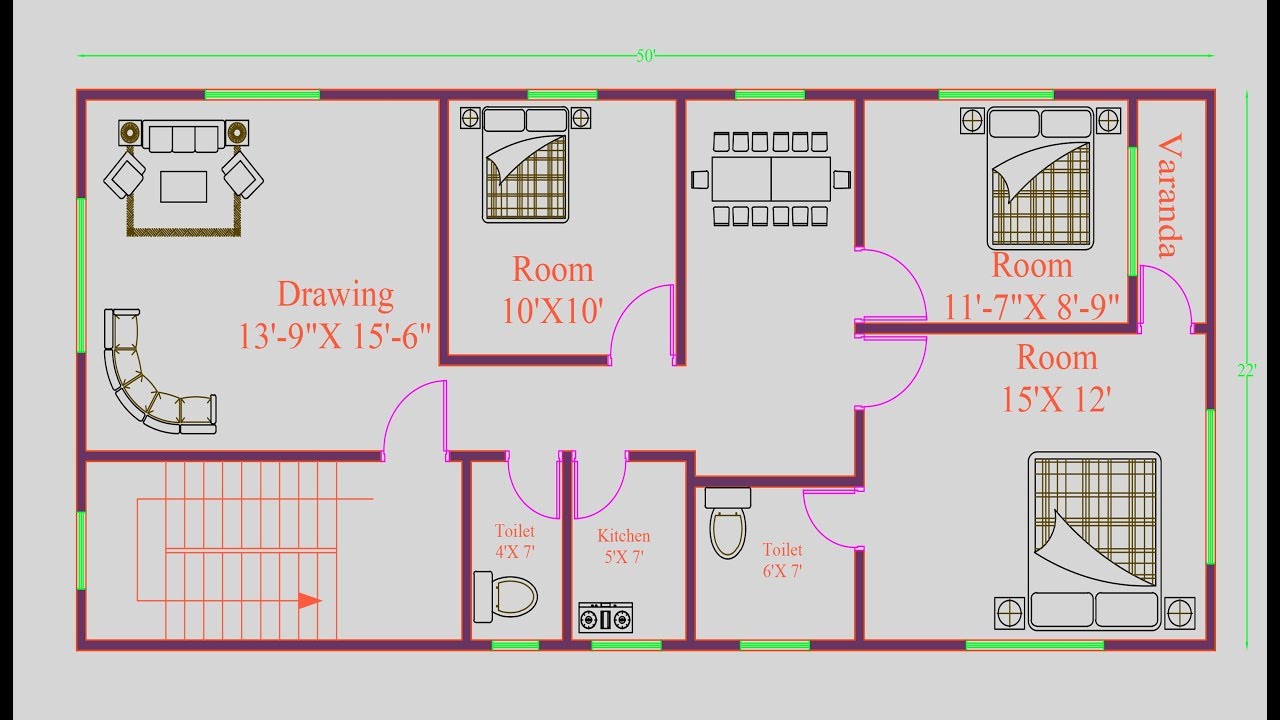 50'
Drawing
13'-9"X 15'-6"
Room
10'X10'
Room
11'-7"X 8'-9"
Varanda
Room
15'X 12'
22'
Toilet
4'X 7'
Kitchen
5'X 7'
Toilet
6'X 7'